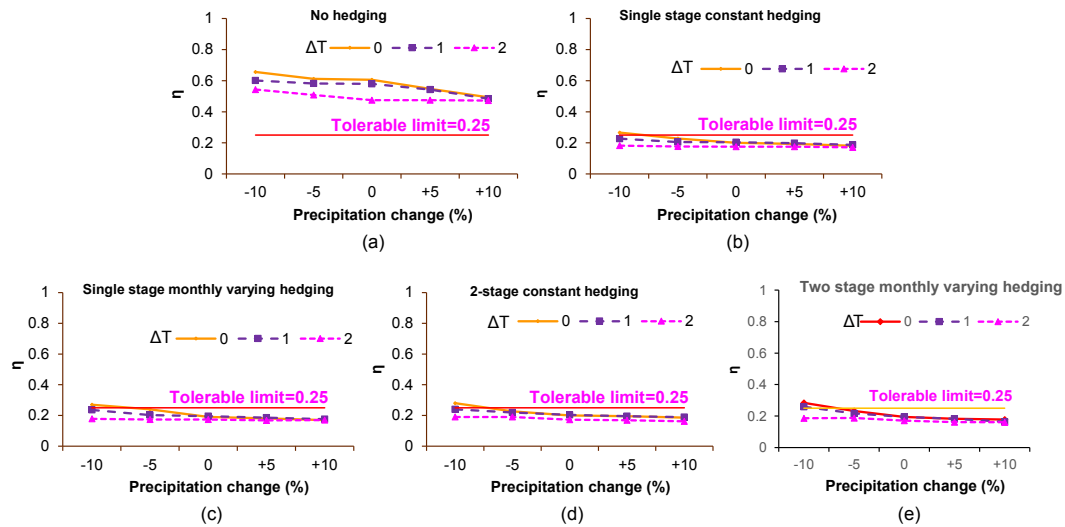 No hedging
1
0.8
0.6
0.4
0.2
0
η
ΔT 0 1 2
Tolerable limit=0.25
-10 -5 0 +5 +10
Precipitation change (%)
(a)
Single stage constant hedging
1
0.8
0.6
0.4
0.2
0
η
ΔT 0 1 2
Tolerable limit=0.25
-10 -5 0 +5 +10
Precipitation change (%)
(b)
Single stage monthly varying hedging
1
0.8
0.6
0.4
0.2
0
η
ΔT 0 1 2
Tolerable limit=0.25
-10 -5 0 +5 +10
Precipitation change (%)
(c)
2-stage constant hedging
1
0.8
0.6
0.4
0.2
0
η
ΔT 0 1 2
Tolerable limit=0.25
-10 -5 0 +5 +10
Precipitation change (%)
(d)
Two stage monthly varying hedging
1
0.8
0.6
0.4
0.2
0
η
ΔT 0 1 2
Tolerable limit=0.25
-10 -5 0 +5 +10
Precipitation change (%)
(e)